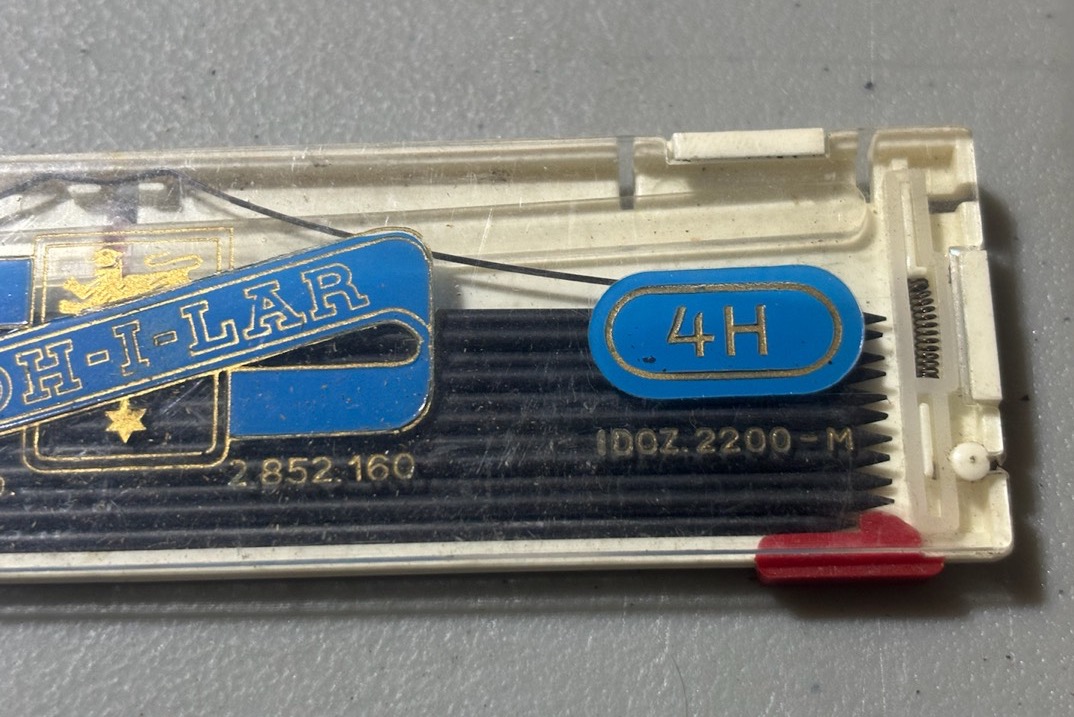 OH-I-LAR
4H
1DOZ.2200-M
2.852.160